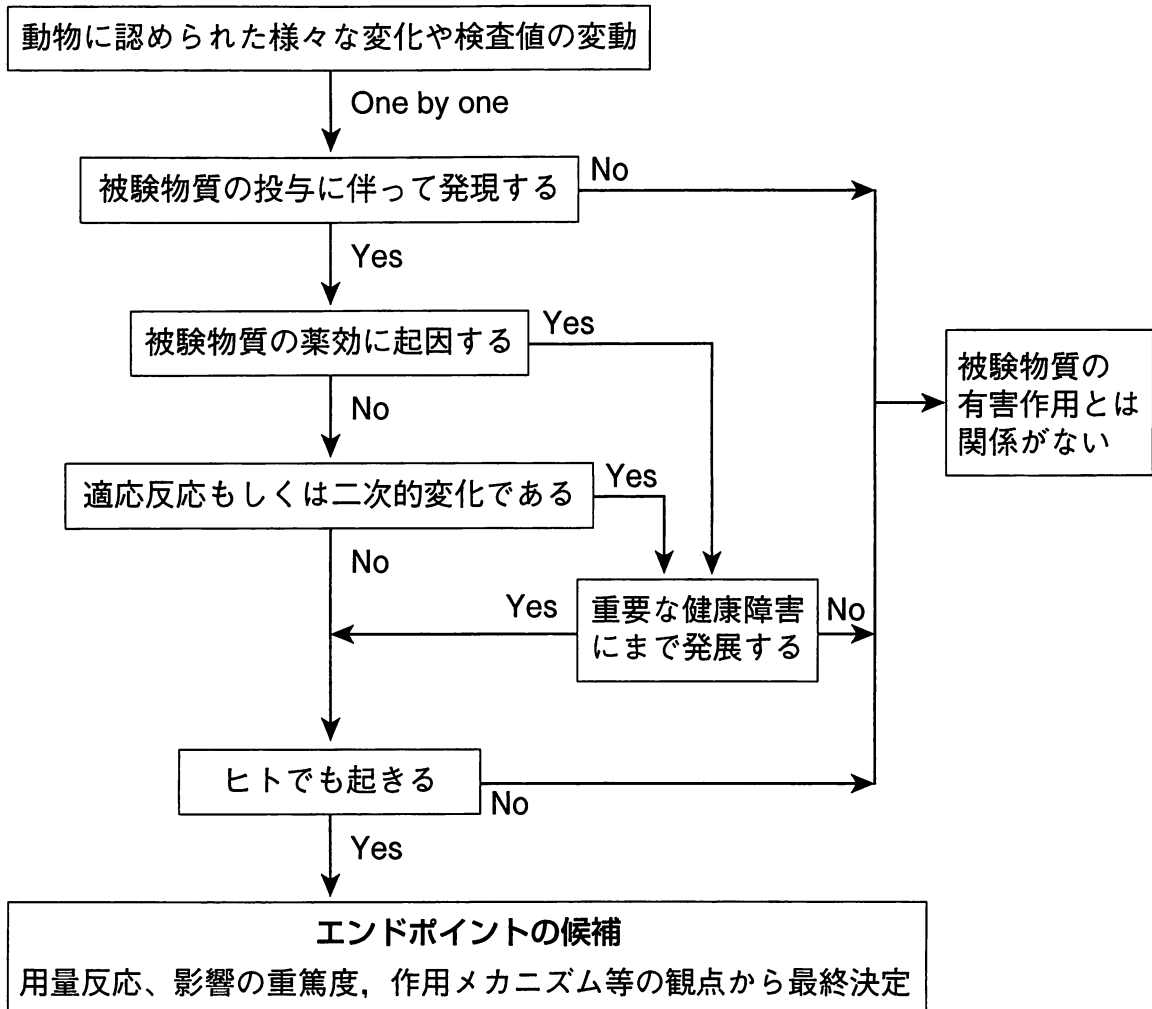 動物に認められた様々な変化や検査値の変動
One by one
被験物質の投与に伴って発現する
No
Yes
被験物質の薬効に起因する
Yes
No
被験物質の
有害作用とは
関係がない
適応反応もしくは二次的変化である
Yes
No
Yes
重要な健康障害
にまで発展する
No
ヒトでも起きる
No
Yes
エンドポイントの候補
用量反応、影響の重篤度，作用メカニズム等の観点から最終決定